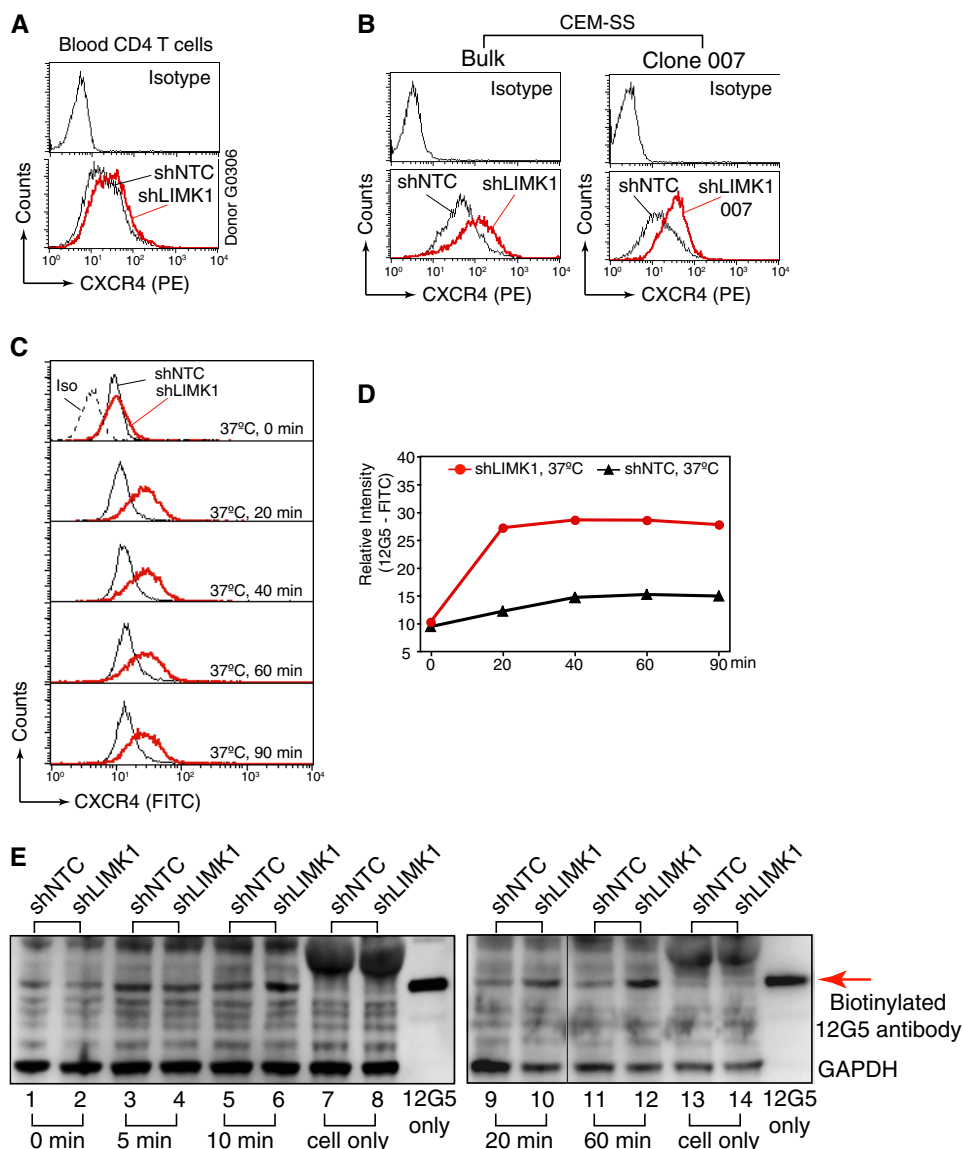 A
Blood CD4 T cells
Isotype
shNTC
shLIMK1
Donor G0306
Counts
10⁰ 10¹ 10² 10³ 10⁴
CXCR4 (PE)
B
CEM-SS
Bulk
Clone 007
Isotype
Isotype
shNTC
shLIMK1
Counts
10⁰ 10¹ 10² 10³ 10⁴
CXCR4 (PE)
shNTC
shLIMK1
007
Counts
10⁰ 10¹ 10² 10³ 10⁴
CXCR4 (PE)
C
Iso
shNTC
shLIMK1
37ºC, 0 min
37ºC, 20 min
37ºC, 40 min
37ºC, 60 min
37ºC, 90 min
Counts
10⁰ 10¹ 10² 10³ 10⁴
CXCR4 (FITC)
D
shLIMK1, 37ºC shNTC, 37ºC
Relative Intensity
(12G5 - FITC)
40
35
30
25
20
15
10
5
0 20 40 60 90 min
E
shNTC shLIMK1 shNTC shLIMK1 shNTC shLIMK1 shNTC shLIMK1
shNTC shLIMK1 shNTC shLIMK1 shNTC shLIMK1
Biotinylated
12G5 antibody
GAPDH
1 2 3 4 5 6 7 8 12G5
only
0 min 5 min 10 min cell only
9 10 11 12 13 14 12G5
only
20 min 60 min cell only